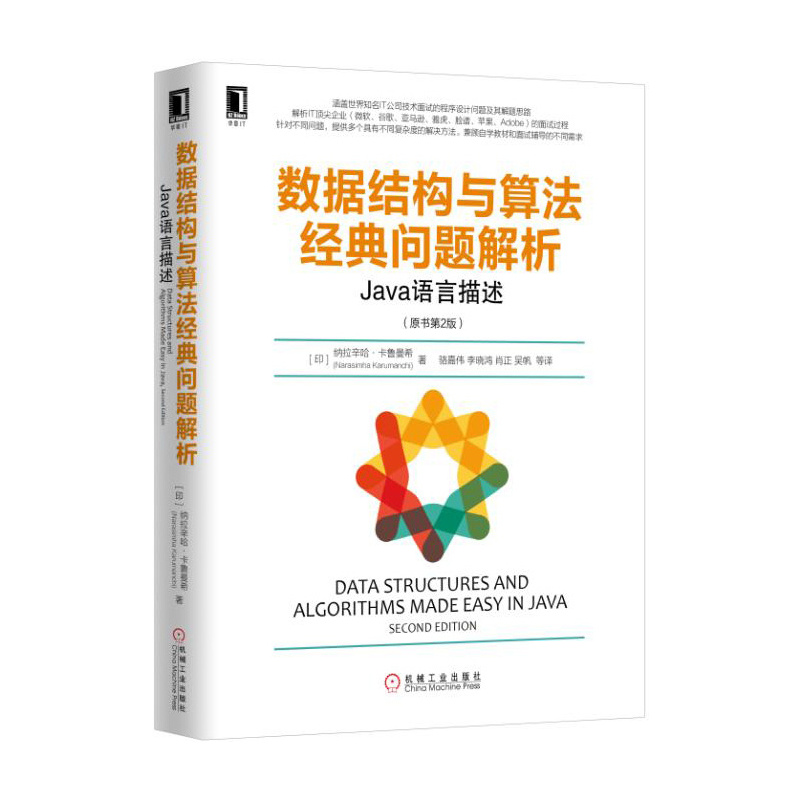 涵盖世界知名IT公司技术面试的程序设计问题及其解题思路
解析IT顶尖企业（微软、谷歌、亚马逊、雅虎、脸谱、苹果、Adobe）的面试过程
针对不同问题，提供多个具有不同复杂度的解决方法，兼顾自学教材和面试辅导的不同需求
数据结构与算法
经典问题解析
Java语言描述
（原书第2版）
[印] 纳拉辛哈·卡鲁曼希 著 骆嘉伟 李晓鸿 肖正 吴帆 等译
(Narasimha Karumanchi)
DATA STRUCTURES AND
ALGORITHMS MADE EASY IN JAVA
SECOND EDITION
机械工业出版社
China Machine Press
华章IT
数据结构与算法经典问题解析
Java语言描述
Data Structures and
Algorithms Made Easy in Java, Second Edition
[印] 纳拉辛哈·卡鲁曼希 著
(Narasimha Karumanchi)
机械工业出版社
China Machine Press